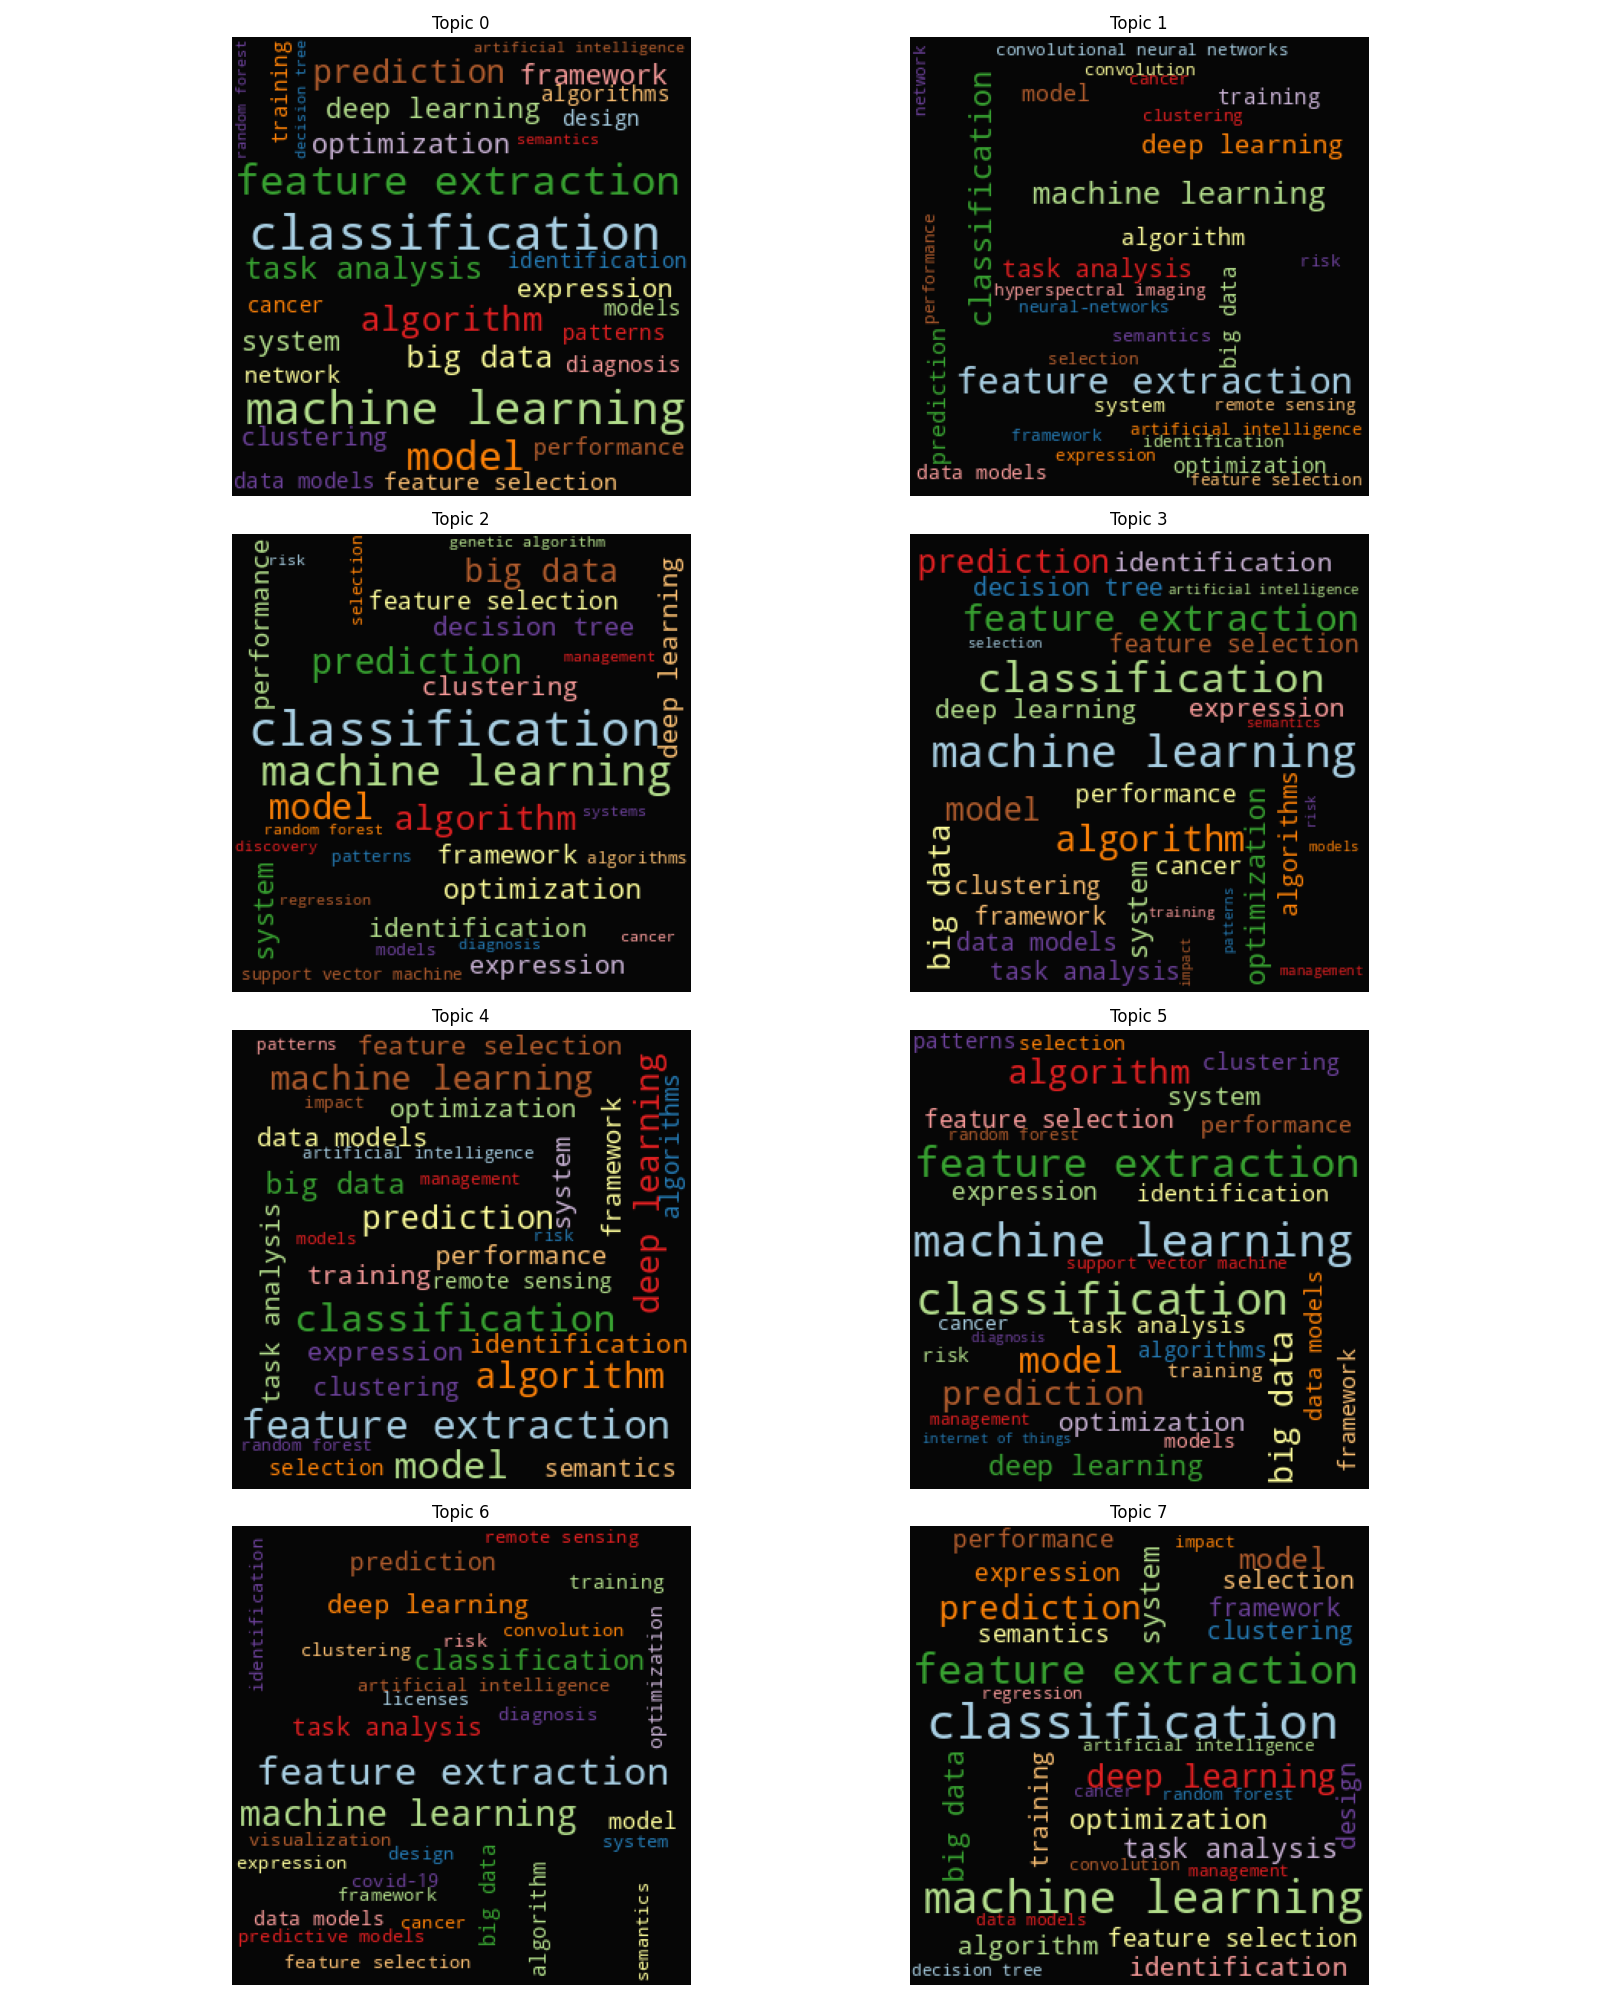 Topic 0
artificial intelligence
random forest
training
decision tree
prediction
framework
algorithms
deep learning
design
optimization
semantics
feature extraction
classification
task analysis
identification
expression
cancer
models
algorithm
patterns
system
big data
diagnosis
network
machine learning
clustering
model
performance
data models
feature selection
Topic 1
network
convolutional neural networks
convolution
cancer
model
training
clustering
classification
deep learning
machine learning
performance
algorithm
task analysis
risk
hyperspectral imaging
big data
neural-networks
semantics
selection
prediction
feature extraction
system
remote sensing
framework
artificial intelligence
identification
expression
data models
optimization
feature selection
Topic 2
performance
risk
selection
genetic algorithm
big data
feature selection
deep learning
decision tree
prediction
management
clustering
classification
machine learning
model
algorithm
systems
random forest
discovery
patterns
framework
algorithms
system
optimization
regression
identification
cancer
models
diagnosis
support vector machine
expression
Topic 3
prediction
identification
decision tree
artificial intelligence
feature extraction
selection
feature selection
classification
deep learning
expression
semantics
machine learning
model
performance
optimization
algorithms
risk
big data
algorithm
models
cancer
clustering
system
framework
training
patterns
data models
impact
task analysis
management
Topic 4
patterns
feature selection
machine learning
deep learning
algorithms
impact
optimization
framework
data models
artificial intelligence
system
big data
management
prediction
task analysis
models
risk
performance
training
remote sensing
classification
identification
expression
algorithm
clustering
feature extraction
random forest
selection
model
semantics
Topic 5
patterns
selection
algorithm
clustering
system
feature selection
performance
random forest
feature extraction
expression
identification
machine learning
support vector machine
classification
data models
cancer
task analysis
diagnosis
big data
risk
model
algorithms
training
framework
prediction
management
optimization
internet of things
models
deep learning
Topic 6
remote sensing
identification
prediction
training
deep learning
optimization
convolution
risk
clustering
classification
artificial intelligence
licenses
diagnosis
task analysis
feature extraction
machine learning
model
visualization
system
design
big data
expression
algorithm
covid-19
framework
semantics
data models
cancer
predictive models
feature selection
Topic 7
performance
impact
system
model
expression
selection
prediction
framework
semantics
clustering
feature extraction
regression
classification
artificial intelligence
big data
training
deep learning
design
cancer
random forest
optimization
task analysis
convolution
management
machine learning
data models
algorithm
feature selection
decision tree
identification